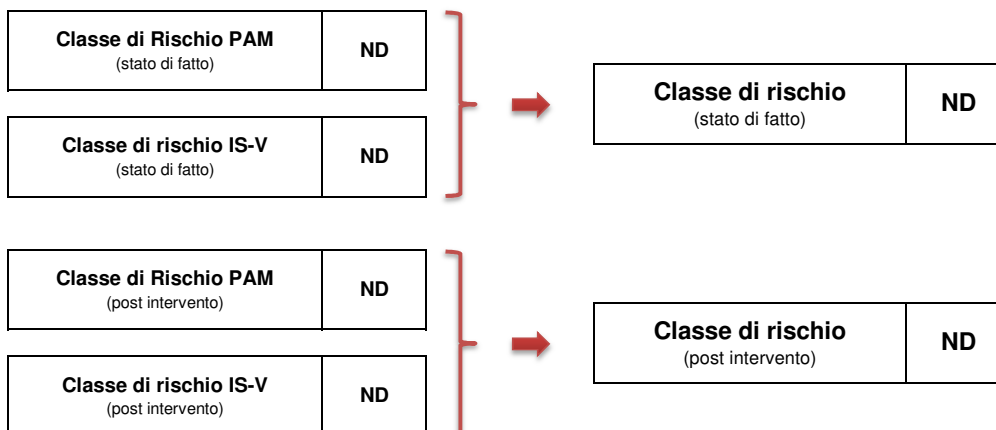 Classe di Rischio PAM
(stato di fatto)
ND
Classe di rischio IS-V
(stato di fatto)
ND
Classe di rischio
(stato di fatto)
ND
Classe di Rischio PAM
(post intervento)
ND
Classe di rischio IS-V
(post intervento)
ND
Classe di rischio
(post intervento)
ND